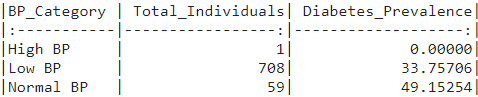 |BP_Category | Total_Individuals| Diabetes_Prevalence|
|:-----------|-----------------:|-------------------:|
|High BP     |                 1|             0.00000|
|Low BP      |               708|            33.75706|
|Normal BP   |                59|            49.15254|